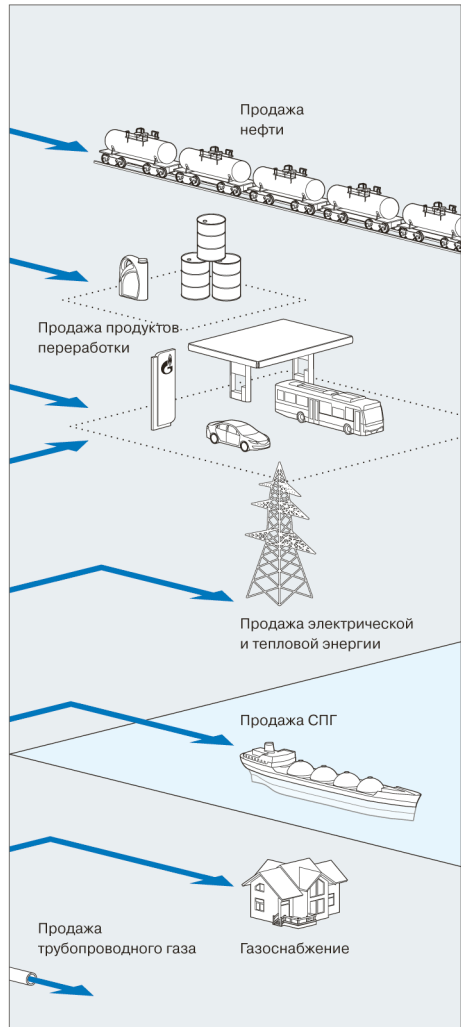 Продажа
нефти
Продажа продуктов
переработки
Продажа электрической
и тепловой энергии
Продажа СПГ
Продажа
трубопроводного газа
Газоснабжение